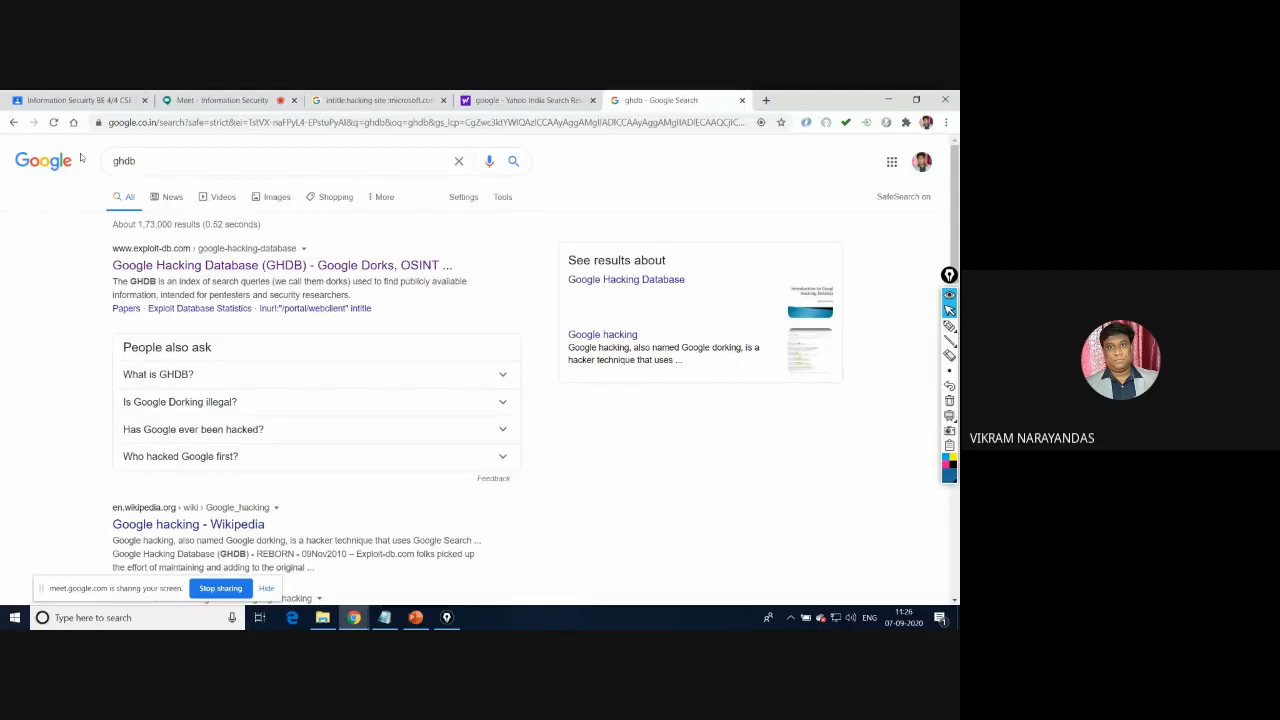 Information Secuirty BE 4/4 CSE
Meet - Information Security
intitle:hacking site:microsoft.com
google - Yahoo India Search Res
ghdb - Google Search
Google
ghdb
All
News
Videos
Images
Shopping
More
Settings
Tools
SafeSearch on
About 1,73,000 results (0.52 seconds)
www.exploit-db.com › google-hacking-database
Google Hacking Database (GHDB) - Google Dorks, OSINT ...
The GHDB is an index of search queries (we call them dorks) used to find publicly available
information, intended for pentesters and security researchers.
Papers · Exploit Database Statistics · Inurl:"/portal/webclient" intitle
See results about
Google Hacking Database
Google hacking
Google hacking, also named Google dorking, is a
hacker technique that uses ...
People also ask
What is GHDB?
Is Google Dorking illegal?
Has Google ever been hacked?
Who hacked Google first?
Feedback
en.wikipedia.org › wiki › Google_hacking
Google hacking - Wikipedia
Google hacking, also named Google dorking, is a hacker technique that uses Google Search ...
Google Hacking Database (GHDB) - REBORN - 09Nov2010 – Exploit-db.com folks picked up
the effort of maintaining and adding to the original ...
meet.google.com is sharing your screen.
Stop sharing
Hide
Type here to search
ENG
11:26
07-09-2020
VIKRAM NARAYANDAS